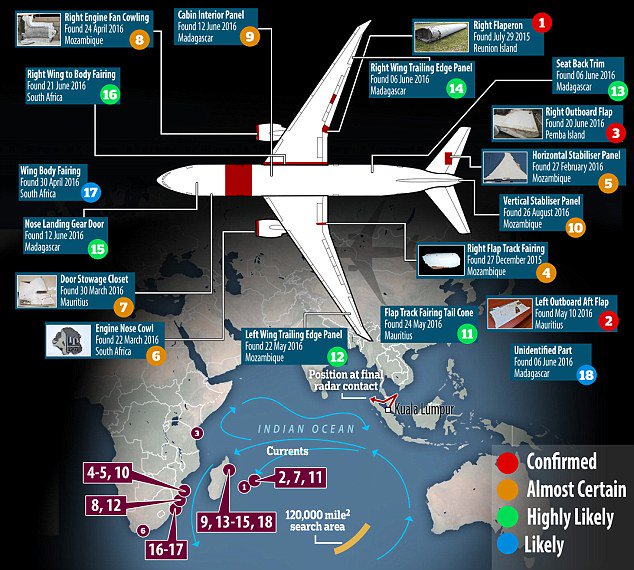 Right Engine Fan Cowling
Found 24 April 2016
Mozambique
8
Cabin Interior Panel
Found 12 June 2016
Madagascar
9
Right Flaperon
Found July 29 2015
Reunion Island
1
Right Wing Trailing Edge Panel
Found 06 June 2016
Madagascar
14
Seat Back Trim
Found 06 June 2016
Madagascar
13
Right Wing to Body Fairing
Found 21 June 2016
South Africa
16
Right Outboard Flap
Found 20 June 2016
Pemba Island
3
Horizontal Stabiliser Panel
Found 27 February 2016
Mozambique
5
Wing Body Fairing
Found 30 April 2016
South Africa
17
Vertical Stabliser Panel
Found 26 August 2016
Mozambique
10
Nose Landing Gear Door
Found 12 June 2016
Madagascar
15
Right Flap Track Fairing
Found 27 December 2015
Mozambique
4
Door Stowage Closet
Found 30 March 2016
Mauritius
7
Left Outboard Aft Flap
Found May 10 2016
Mauritius
2
Engine Nose Cowl
Found 22 March 2016
South Africa
6
Left Wing Trailing Edge Panel
Found 22 May 2016
Mozambique
12
Flap Track Fairing Tail Cone
Found 24 May 2016
Mauritius
11
Unidentified Part
Found 06 June 2016
Madagascar
18
Position at final
radar contact
Kuala Lumpur
INDIAN OCEAN
3
Currents
4-5, 10
8, 12
16-17
6
1
2, 7, 11
9, 13-15, 18
120,000 mile²
search area
Confirmed
Almost Certain
Highly Likely
Likely